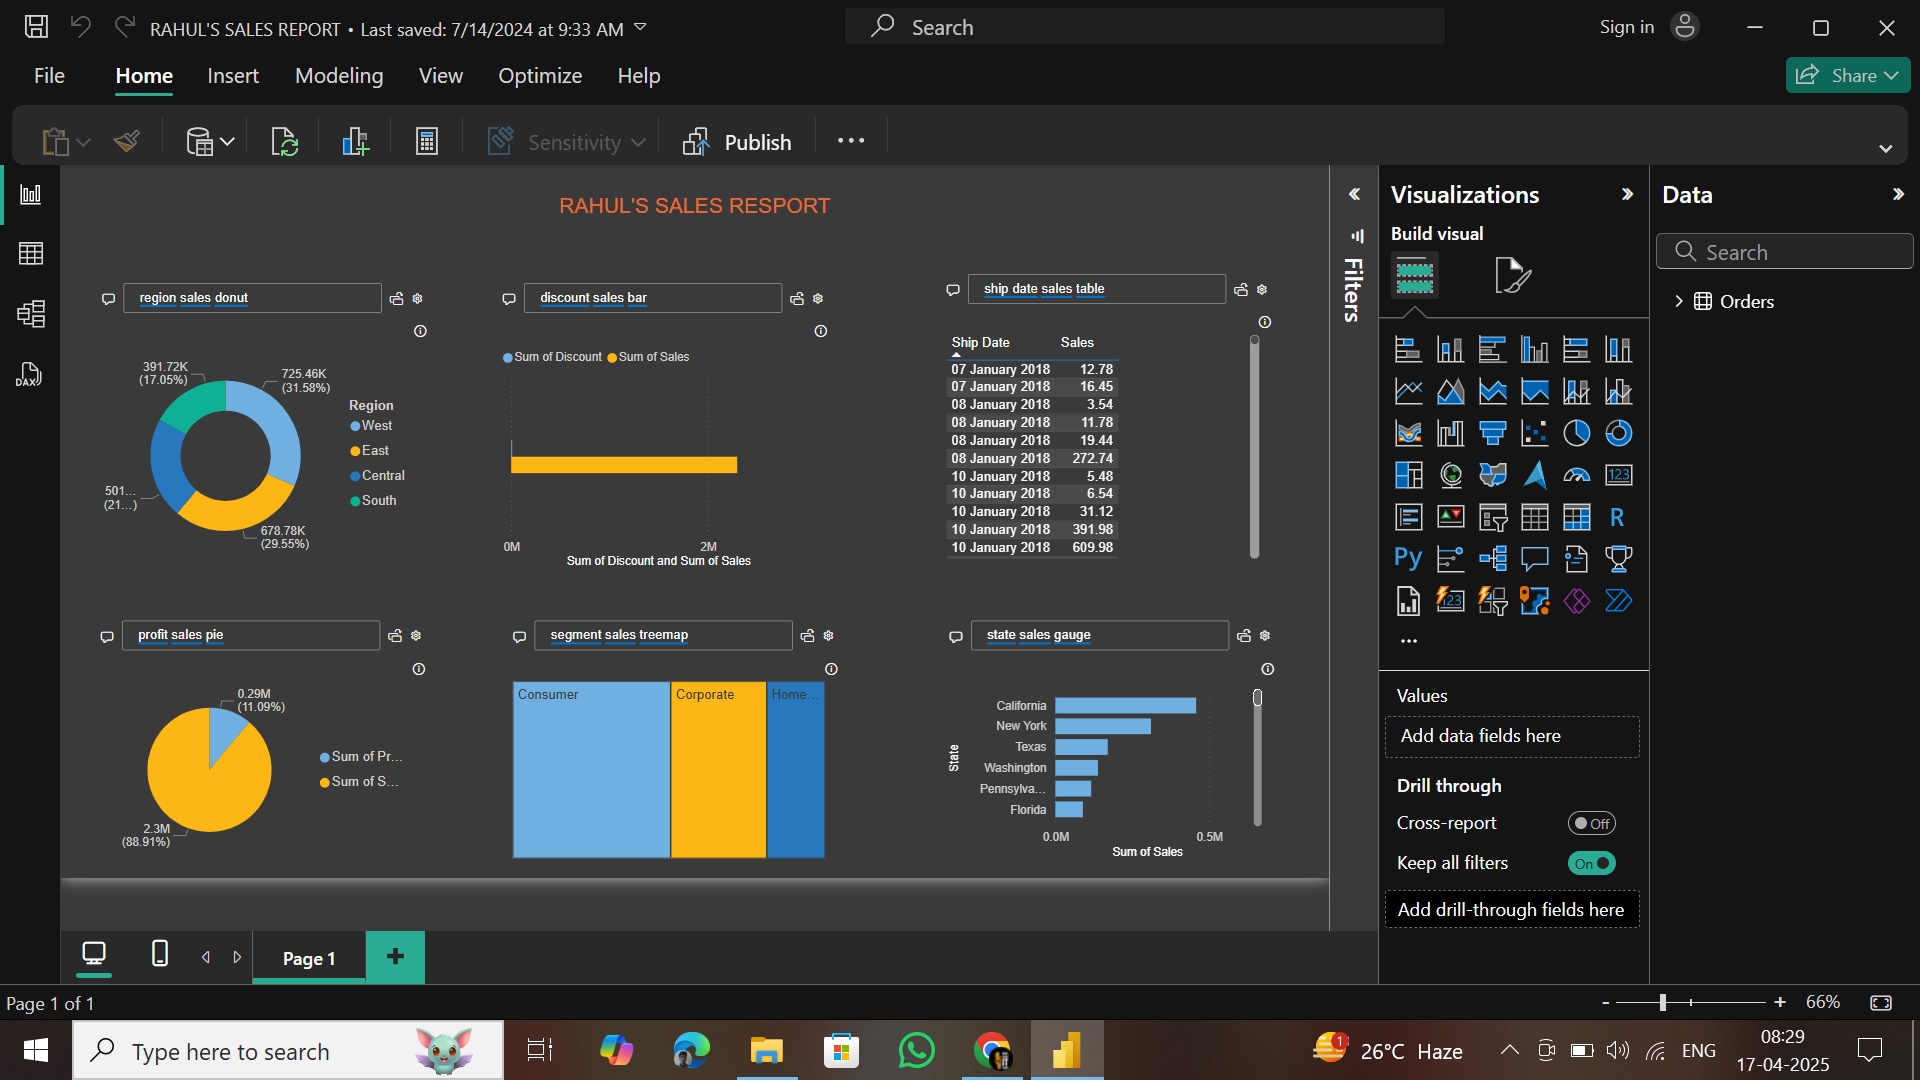 RAHUL'S SALES REPORT • Last saved: 7/14/2024 at 9:33 AM
Search
Sign in
File Home Insert Modeling View Optimize Help
Share
Sensitivity
Publish
RAHUL'S SALES RESPORT
region sales donut
391.72K
(17.05%)
725.46K
(31.58%)
501...
(21...)
678.78K
(29.55%)
Region
West
East
Central
South
discount sales bar
Sum of Discount Sum of Sales
0M 2M
Sum of Discount and Sum of Sales
ship date sales table
Ship Date Sales
07 January 2018 12.78
07 January 2018 16.45
08 January 2018 3.54
08 January 2018 11.78
08 January 2018 19.44
08 January 2018 272.74
10 January 2018 5.48
10 January 2018 6.54
10 January 2018 31.12
10 January 2018 391.98
10 January 2018 609.98
profit sales pie
0.29M
(11.09%)
2.3M
(88.91%)
Sum of Pr...
Sum of S...
segment sales treemap
Consumer Corporate Home...
state sales gauge
State
California
New York
Texas
Washington
Pennsylva...
Florida
0.0M 0.5M
Sum of Sales
Filters
Visualizations
Build visual
123
R
Py
123
Values
Add data fields here
Drill through
Cross-report Off
Keep all filters On
Add drill-through fields here
Data
Search
Orders
DAX
Page 1
Page 1 of 1
66%
Type here to search
1
26°C Haze
ENG
08:29
17-04-2025